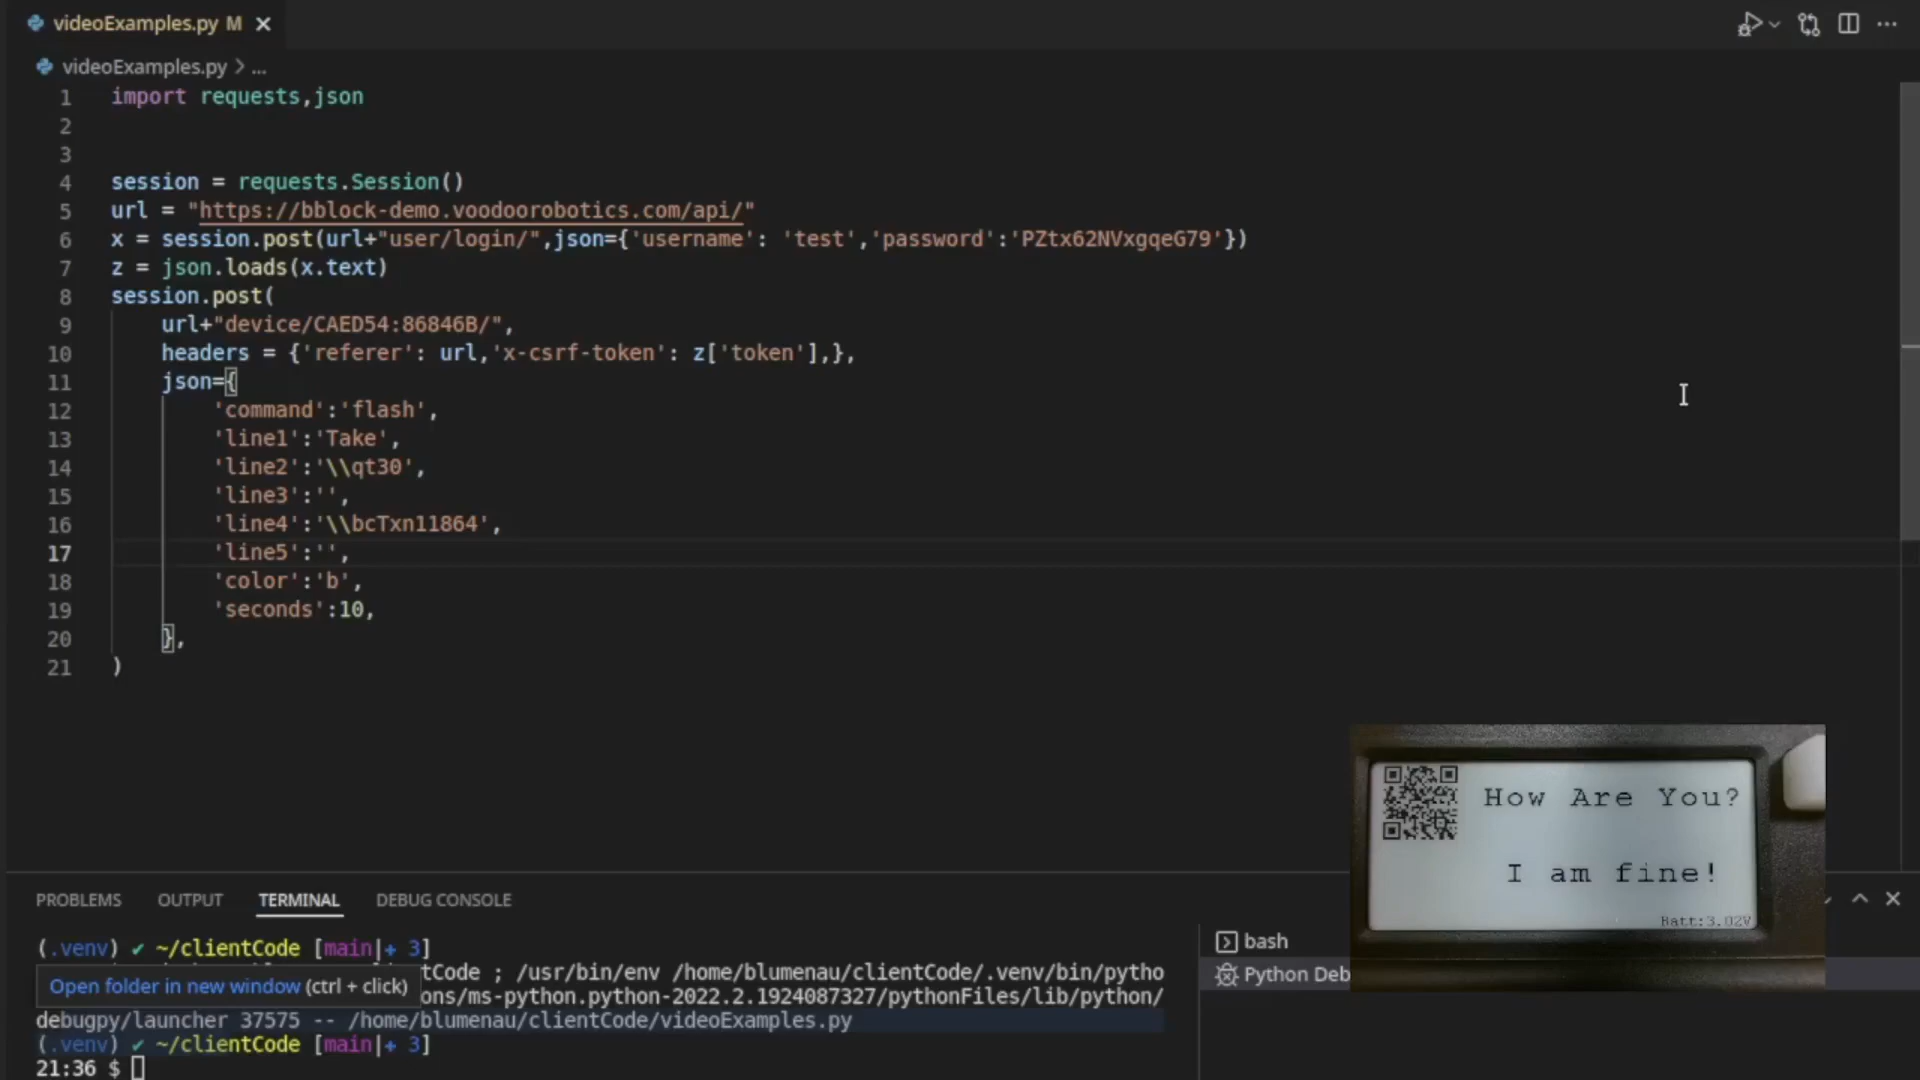 videoExamples.py M
videoExamples.py > ...
1 import requests,json
2
3
4 session = requests.Session()
5 url = "https://bblock-demo.voodoorobotics.com/api/"
6 x = session.post(url+"user/login/",json={'username': 'test','password':'PZtx62NVxgqeG79'})
7 z = json.loads(x.text)
8 session.post(
9 url+"device/CAED54:86846B/",
10 headers = {'referer': url,'x-csrf-token': z['token'],},
11 json={
12 'command':'flash',
13 'line1':'Take',
14 'line2':'\\qt30',
15 'line3':'',
16 'line4':'\\bcTxn11864',
17 'line5':'',
18 'color':'b',
19 'seconds':10,
20 },
21 )
How Are You?
I am fine!
Batt:3.02V
PROBLEMS OUTPUT TERMINAL DEBUG CONSOLE
(.venv) ✔ ~/clientCode [main|+ 3]
tCode ; /usr/bin/env /home/blumenau/clientCode/.venv/bin/pytho
Open folder in new window (ctrl + click)
ons/ms-python.python-2022.2.1924087327/pythonFiles/lib/python/
debugpy/launcher 37575 -- /home/blumenau/clientCode/videoExamples.py
(.venv) ✔ ~/clientCode [main|+ 3]
21:36 $
bash
Python Deb